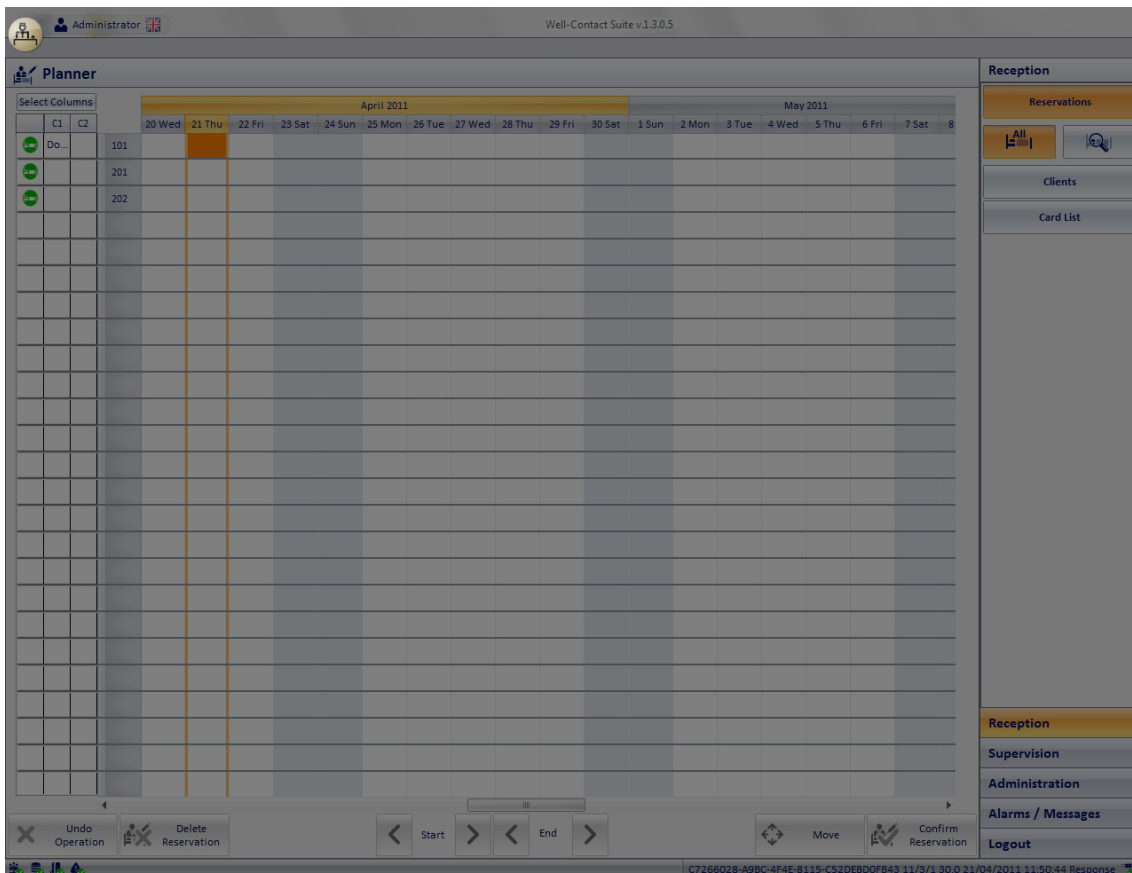 Administrator
Well-Contact Suite v.1.3.0.5
Planner
Reception
Select Columns
April 2011
May 2011
Reservations
C1 C2
20 Wed 21 Thu 22 Fri 23 Sat 24 Sun 25 Mon 26 Tue 27 Wed 28 Thu 29 Fri 30 Sat 1 Sun 2 Mon 3 Tue 4 Wed 5 Thu 6 Fri 7 Sat 8
Do... 101
All
201
Clients
202
Card List
Reception
Supervision
Administration
Alarms / Messages
Logout
Undo
Operation
Delete
Reservation
Start
End
Move
Confirm
Reservation
C7266028-A98C-4F4E-8115-C52DEBD0FB43 11/3/1 30.0 21/04/2011 11:50:44 Response